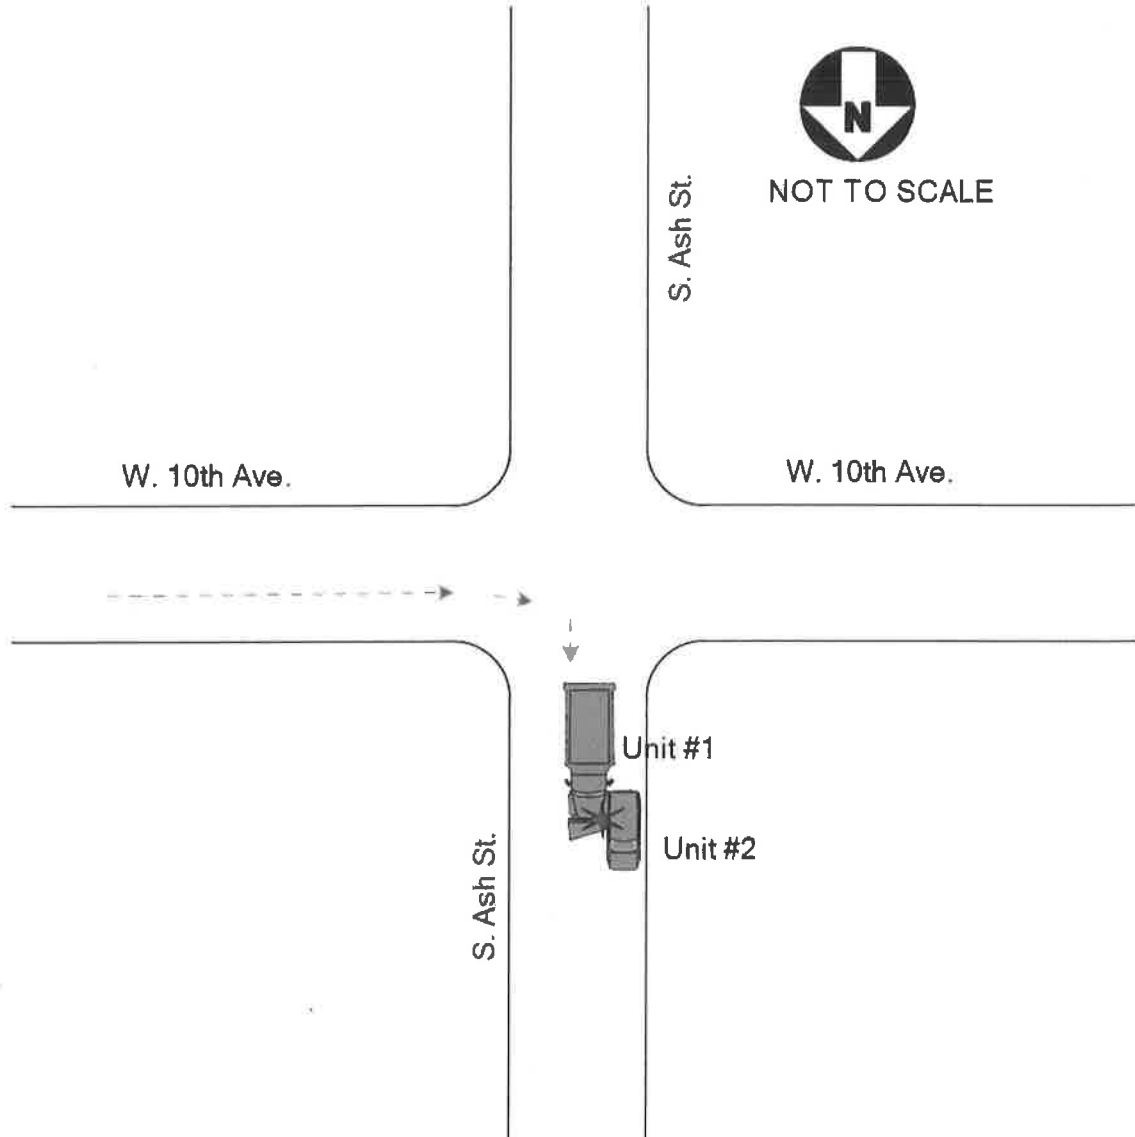 N
NOT TO SCALE
S. Ash St.
W. 10th Ave.
W. 10th Ave.
Unit #1
Unit #2
S. Ash St.